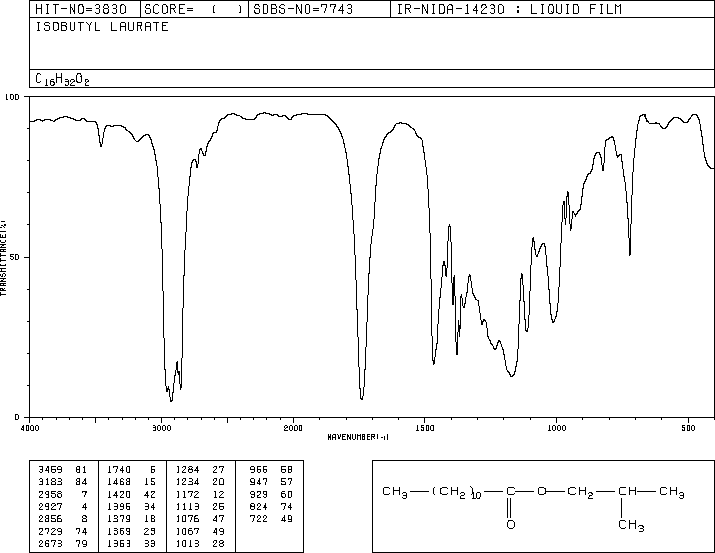 HIT-NO=3830 SCORE= ( ) SDBS-NO=7743 IR-NIDA-14230 : LIQUID FILM
ISOBUTYL LAURATE
C16H32O2
100
TRANSMITTANCE(%)
50
0
4000 3000 2000 1500 1000 500
WAVENUMBER(-1)
3469 81 1740 6 1284 27 966 58
3183 84 1468 15 1234 20 947 57
2958 7 1420 42 1172 12 929 60
2927 4 1396 34 1113 26 824 74
2856 8 1379 18 1076 47 722 49
2729 74 1369 29 1067 49
2673 79 1363 39 1013 28
CH3 (CH2)10 C O CH2 CH CH3
O CH3